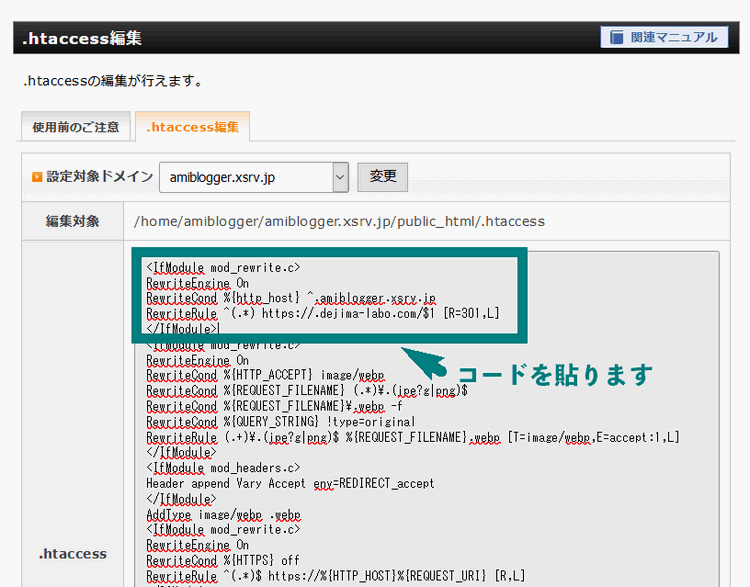 .htaccess編集
関連マニュアル
.htaccessの編集が行えます。
使用前のご注意
.htaccess編集
設定対象ドメイン
amiblogger.xsrv.jp
変更
編集対象
/home/amiblogger/amiblogger.xsrv.jp/public_html/.htaccess
<IfModule mod_rewrite.c>
RewriteEngine On
RewriteCond %{http_host} ^.amiblogger.xsrv.jp
RewriteRule ^(.*) https://.dejima-labo.com/$1 [R=301,L]
</IfModule>
<IfModule mod_rewrite.c>
RewriteEngine On
RewriteCond %{HTTP_ACCEPT} image/webp
RewriteCond %{REQUEST_FILENAME} (.*)¥.(jpe?g|png)$
RewriteCond %{REQUEST_FILENAME}¥.webp -f
RewriteCond %{QUERY_STRING} !type=original
RewriteRule (.+)¥.(jpe?g|png)$ %{REQUEST_FILENAME}.webp [T=image/webp,E=accept:1,L]
</IfModule>
<IfModule mod_headers.c>
Header append Vary Accept env=REDIRECT_accept
</IfModule>
AddType image/webp .webp
<IfModule mod_rewrite.c>
RewriteEngine On
RewriteCond %{HTTPS} off
RewriteRule ^(.*)$ https://%{HTTP_HOST}%{REQUEST_URI} [R,L]
コードを貼ります
.htaccess